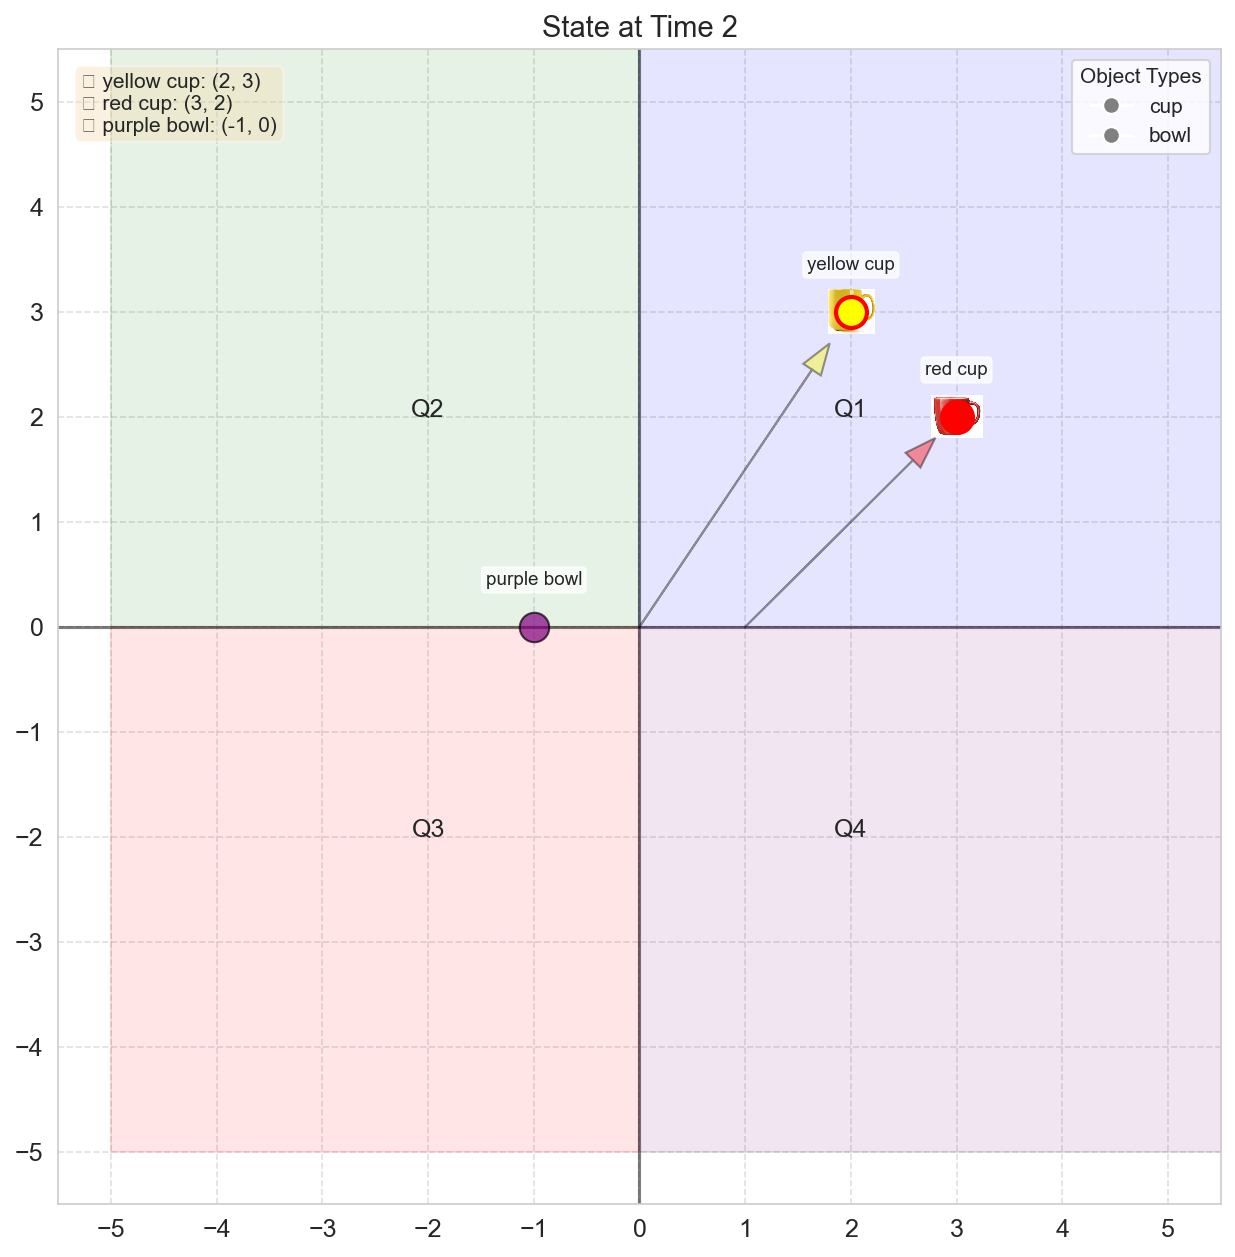 State at Time 2
yellow cup: (2, 3)
red cup: (3, 2)
purple bowl: (-1, 0)
Object Types
cup
bowl
yellow cup
red cup
Q2
Q1
purple bowl
Q3
Q4
5
4
3
2
1
0
−1
−2
−3
−4
−5
−5 −4 −3 −2 −1 0 1 2 3 4 5